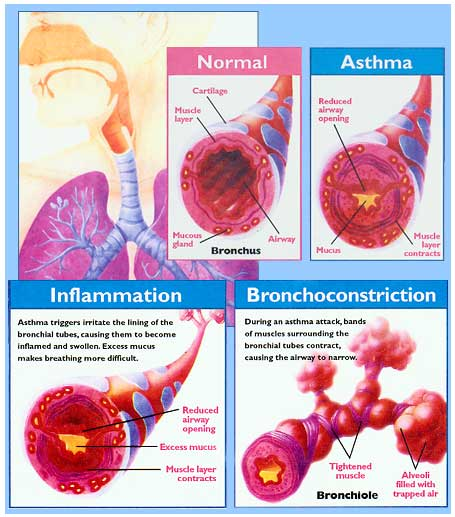 Normal
Cartilage
Muscle
layer
Mucous
gland
Airway
Bronchus
Asthma
Reduced
airway
opening
Mucus
Muscle
layer
contracts
Inflammation
Asthma triggers irritate the lining of the
bronchial tubes, causing them to become
inflamed and swollen. Excess mucus
makes breathing more difficult.
Reduced
airway
opening
Excess mucus
Muscle layer
contracts
Bronchoconstriction
During an asthma attack, bands
of muscles surrounding the
bronchial tubes contract,
causing the airway to narrow.
Tightened
muscle
Alveoli
filled with
trapped air
Bronchiole